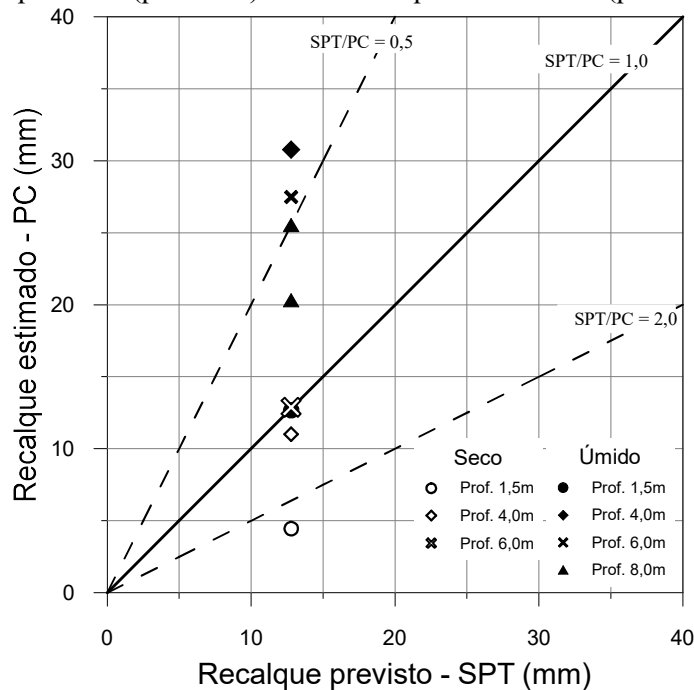 SPT/PC = 0,5
SPT/PC = 1,0
SPT/PC = 2,0
40
30
20
10
0
Recalque estimado - PC (mm)
Seco
Prof. 1,5m
Prof. 4,0m
Prof. 6,0m
Úmido
Prof. 1,5m
Prof. 4,0m
Prof. 6,0m
Prof. 8,0m
0
10
20
30
40
Recalque previsto - SPT (mm)